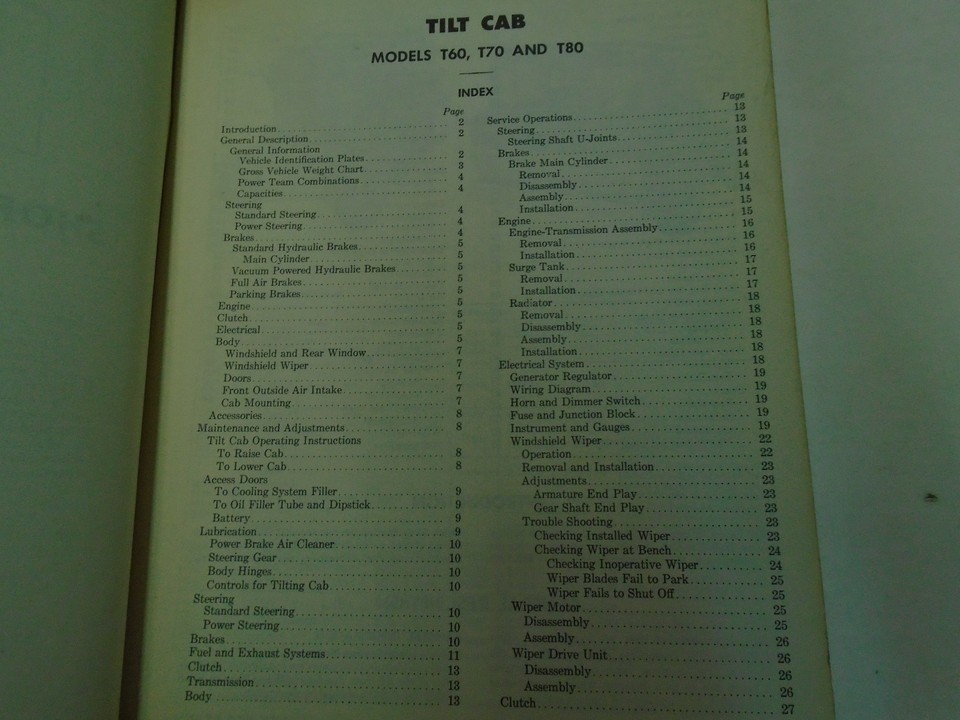 TILT CAB
MODELS T60, T70 AND T80
INDEX
Page
Introduction 2
General Description 2
General Information
Vehicle Identification Plates 2
Gross Vehicle Weight Chart 3
Power Team Combinations 4
Capacities 4
Steering
Standard Steering 4
Power Steering 4
Brakes 4
Standard Hydraulic Brakes 5
Main Cylinder 5
Vacuum Powered Hydraulic Brakes 5
Full Air Brakes 5
Parking Brakes 5
Engine 5
Clutch 5
Electrical 5
Body 5
Windshield and Rear Window 7
Windshield Wiper 7
Doors 7
Front Outside Air Intake 7
Cab Mounting 7
Accessories 8
Maintenance and Adjustments 8
Tilt Cab Operating Instructions
To Raise Cab 8
To Lower Cab 8
Access Doors
To Cooling System Filler 9
To Oil Filler Tube and Dipstick 9
Battery 9
Lubrication 9
Power Brake Air Cleaner 10
Steering Gear 10
Body Hinges 10
Controls for Tilting Cab 10
Steering
Standard Steering 10
Power Steering 10
Brakes 10
Fuel and Exhaust Systems 11
Clutch 13
Transmission 13
Body 13
Page
Service Operations 13
Steering 13
Steering Shaft U-Joints 13
Brakes 14
Brake Main Cylinder 14
Removal 14
Disassembly 14
Assembly 14
Installation 15
Engine 15
Engine-Transmission Assembly 16
Removal 16
Installation 16
Surge Tank 17
Removal 17
Installation 17
Radiator 18
Removal 18
Disassembly 18
Assembly 18
Installation 18
Electrical System 18
Generator Regulator 19
Wiring Diagram 19
Horn and Dimmer Switch 19
Fuse and Junction Block 19
Instrument and Gauges 19
Windshield Wiper 22
Operation 22
Removal and Installation 23
Adjustments 23
Armature End Play 23
Gear Shaft End Play 23
Trouble Shooting 23
Checking Installed Wiper 23
Checking Wiper at Bench 24
Checking Inoperative Wiper 24
Wiper Blades Fail to Park 25
Wiper Fails to Shut Off 25
Wiper Motor 25
Disassembly 25
Assembly 26
Wiper Drive Unit 26
Disassembly 26
Assembly 26
Clutch 27